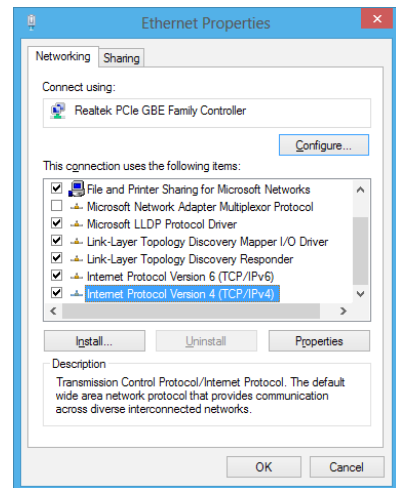 Ethernet Properties
Networking
Sharing
Connect using:
Realtek PCIe GBE Family Controller
Configure...
This connection uses the following items:
File and Printer Sharing for Microsoft Networks
Microsoft Network Adapter Multiplexor Protocol
Microsoft LLDP Protocol Driver
Link-Layer Topology Discovery Mapper I/O Driver
Link-Layer Topology Discovery Responder
Internet Protocol Version 6 (TCP/IPv6)
Internet Protocol Version 4 (TCP/IPv4)
Install...
Uninstall
Properties
Description
Transmission Control Protocol/Internet Protocol. The default
wide area network protocol that provides communication
across diverse interconnected networks.
OK
Cancel